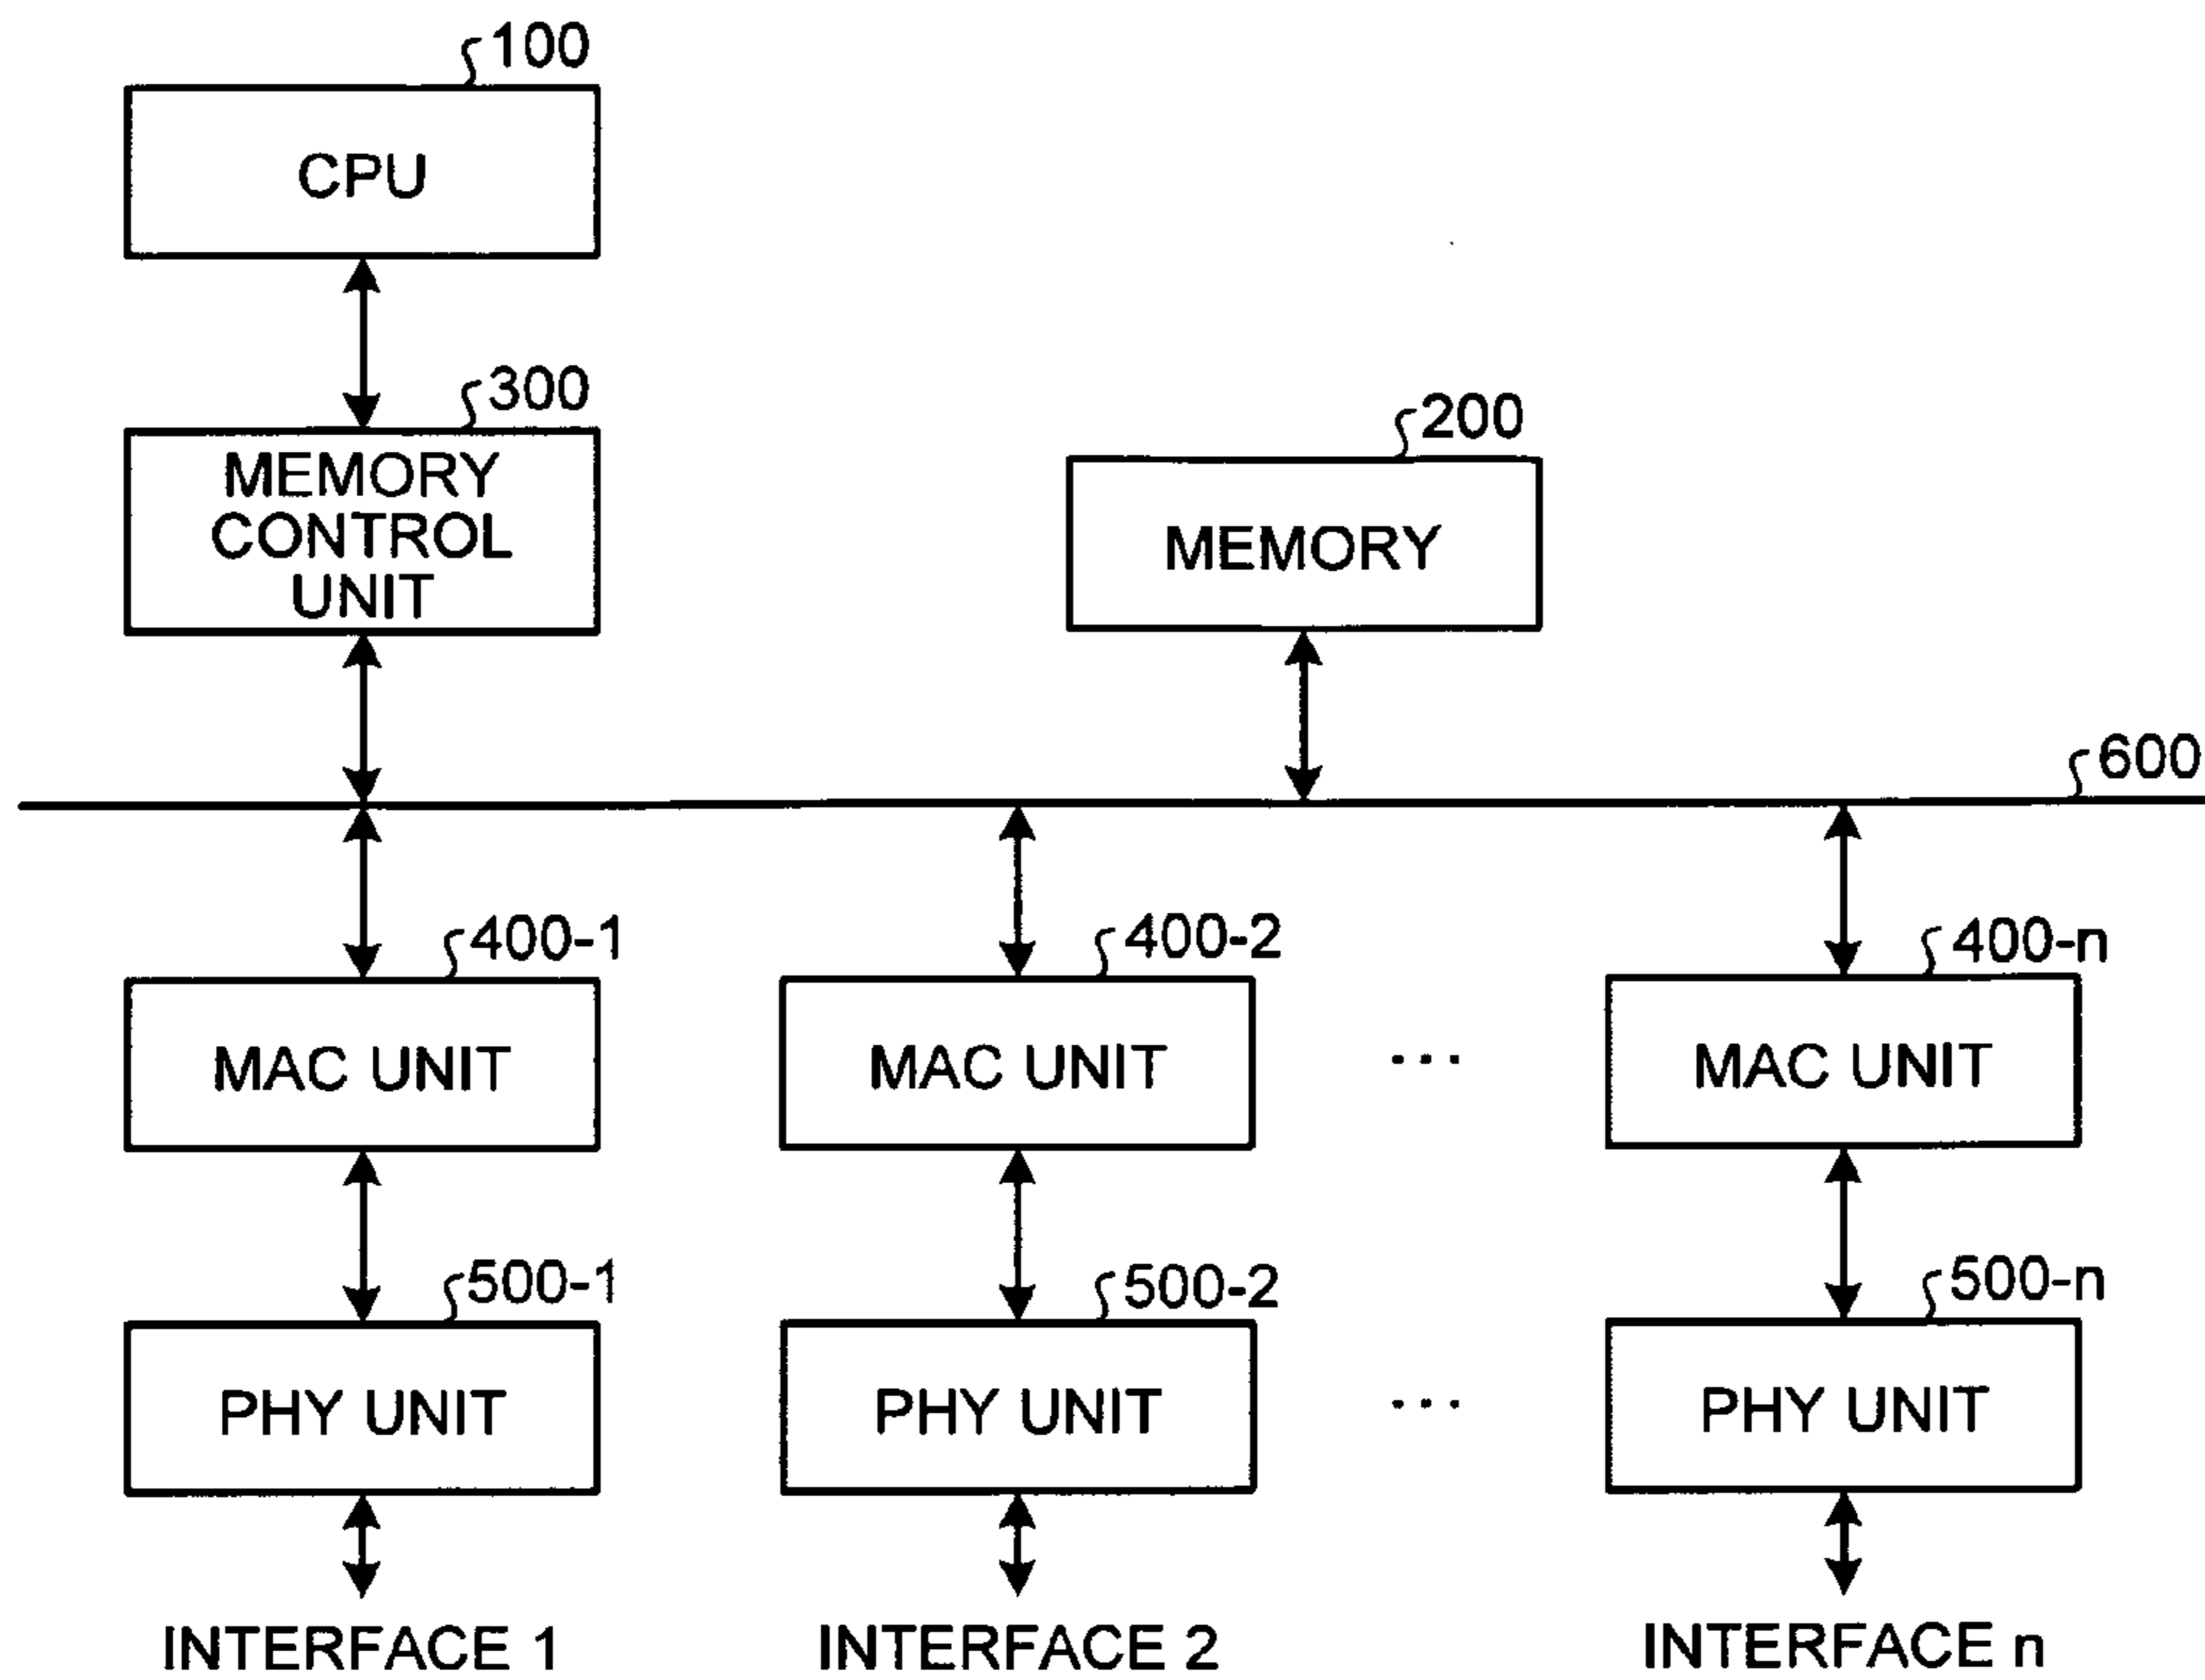 100
CPU
300
MEMORY
CONTROL
UNIT
200
MEMORY
600
400-1
400-2
400-n
MAC UNIT
MAC UNIT
...
MAC UNIT
500-1
500-2
500-n
PHY UNIT
PHY UNIT
...
PHY UNIT
INTERFACE 1
INTERFACE 2
INTERFACE n